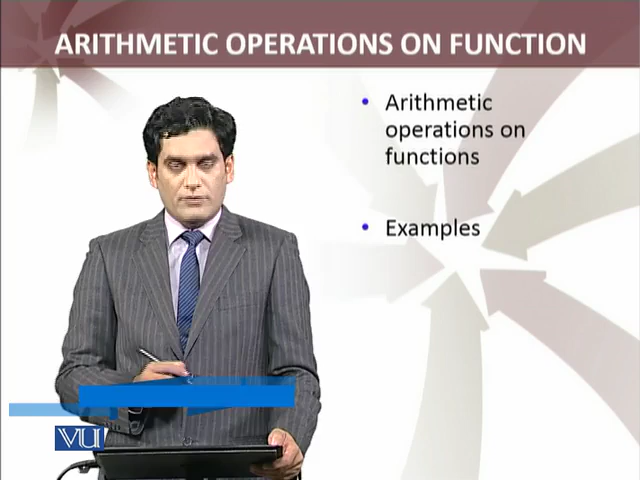 ARITHMETIC OPERATIONS ON FUNCTION
• Arithmetic
operations on
functions
• Examples
VU